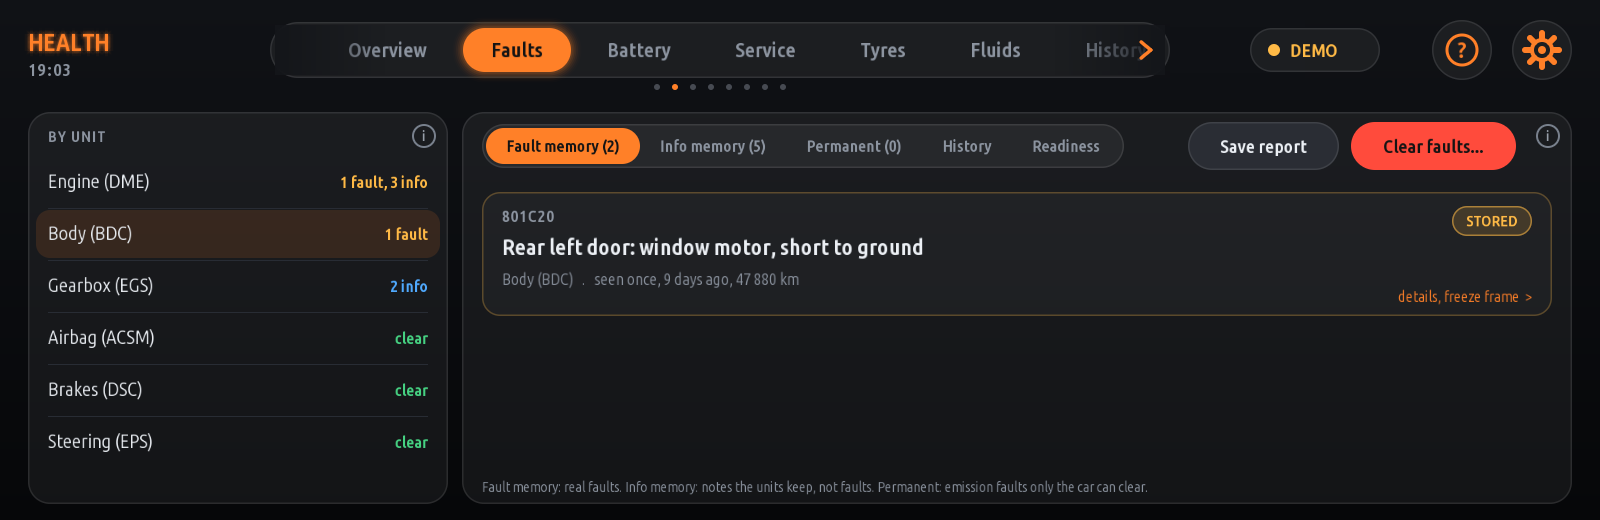 HEALTH
19:03
Overview Faults Battery Service Tyres Fluids History
DEMO
?
BY UNIT
i
Engine (DME) 1 fault, 3 info
Body (BDC) 1 fault
Gearbox (EGS) 2 info
Airbag (ACSM) clear
Brakes (DSC) clear
Steering (EPS) clear
Fault memory (2) Info memory (5) Permanent (0) History Readiness
Save report
Clear faults...
i
801C20
STORED
Rear left door: window motor, short to ground
Body (BDC) . seen once, 9 days ago, 47 880 km
details, freeze frame >
Fault memory: real faults. Info memory: notes the units keep, not faults. Permanent: emission faults only the car can clear.